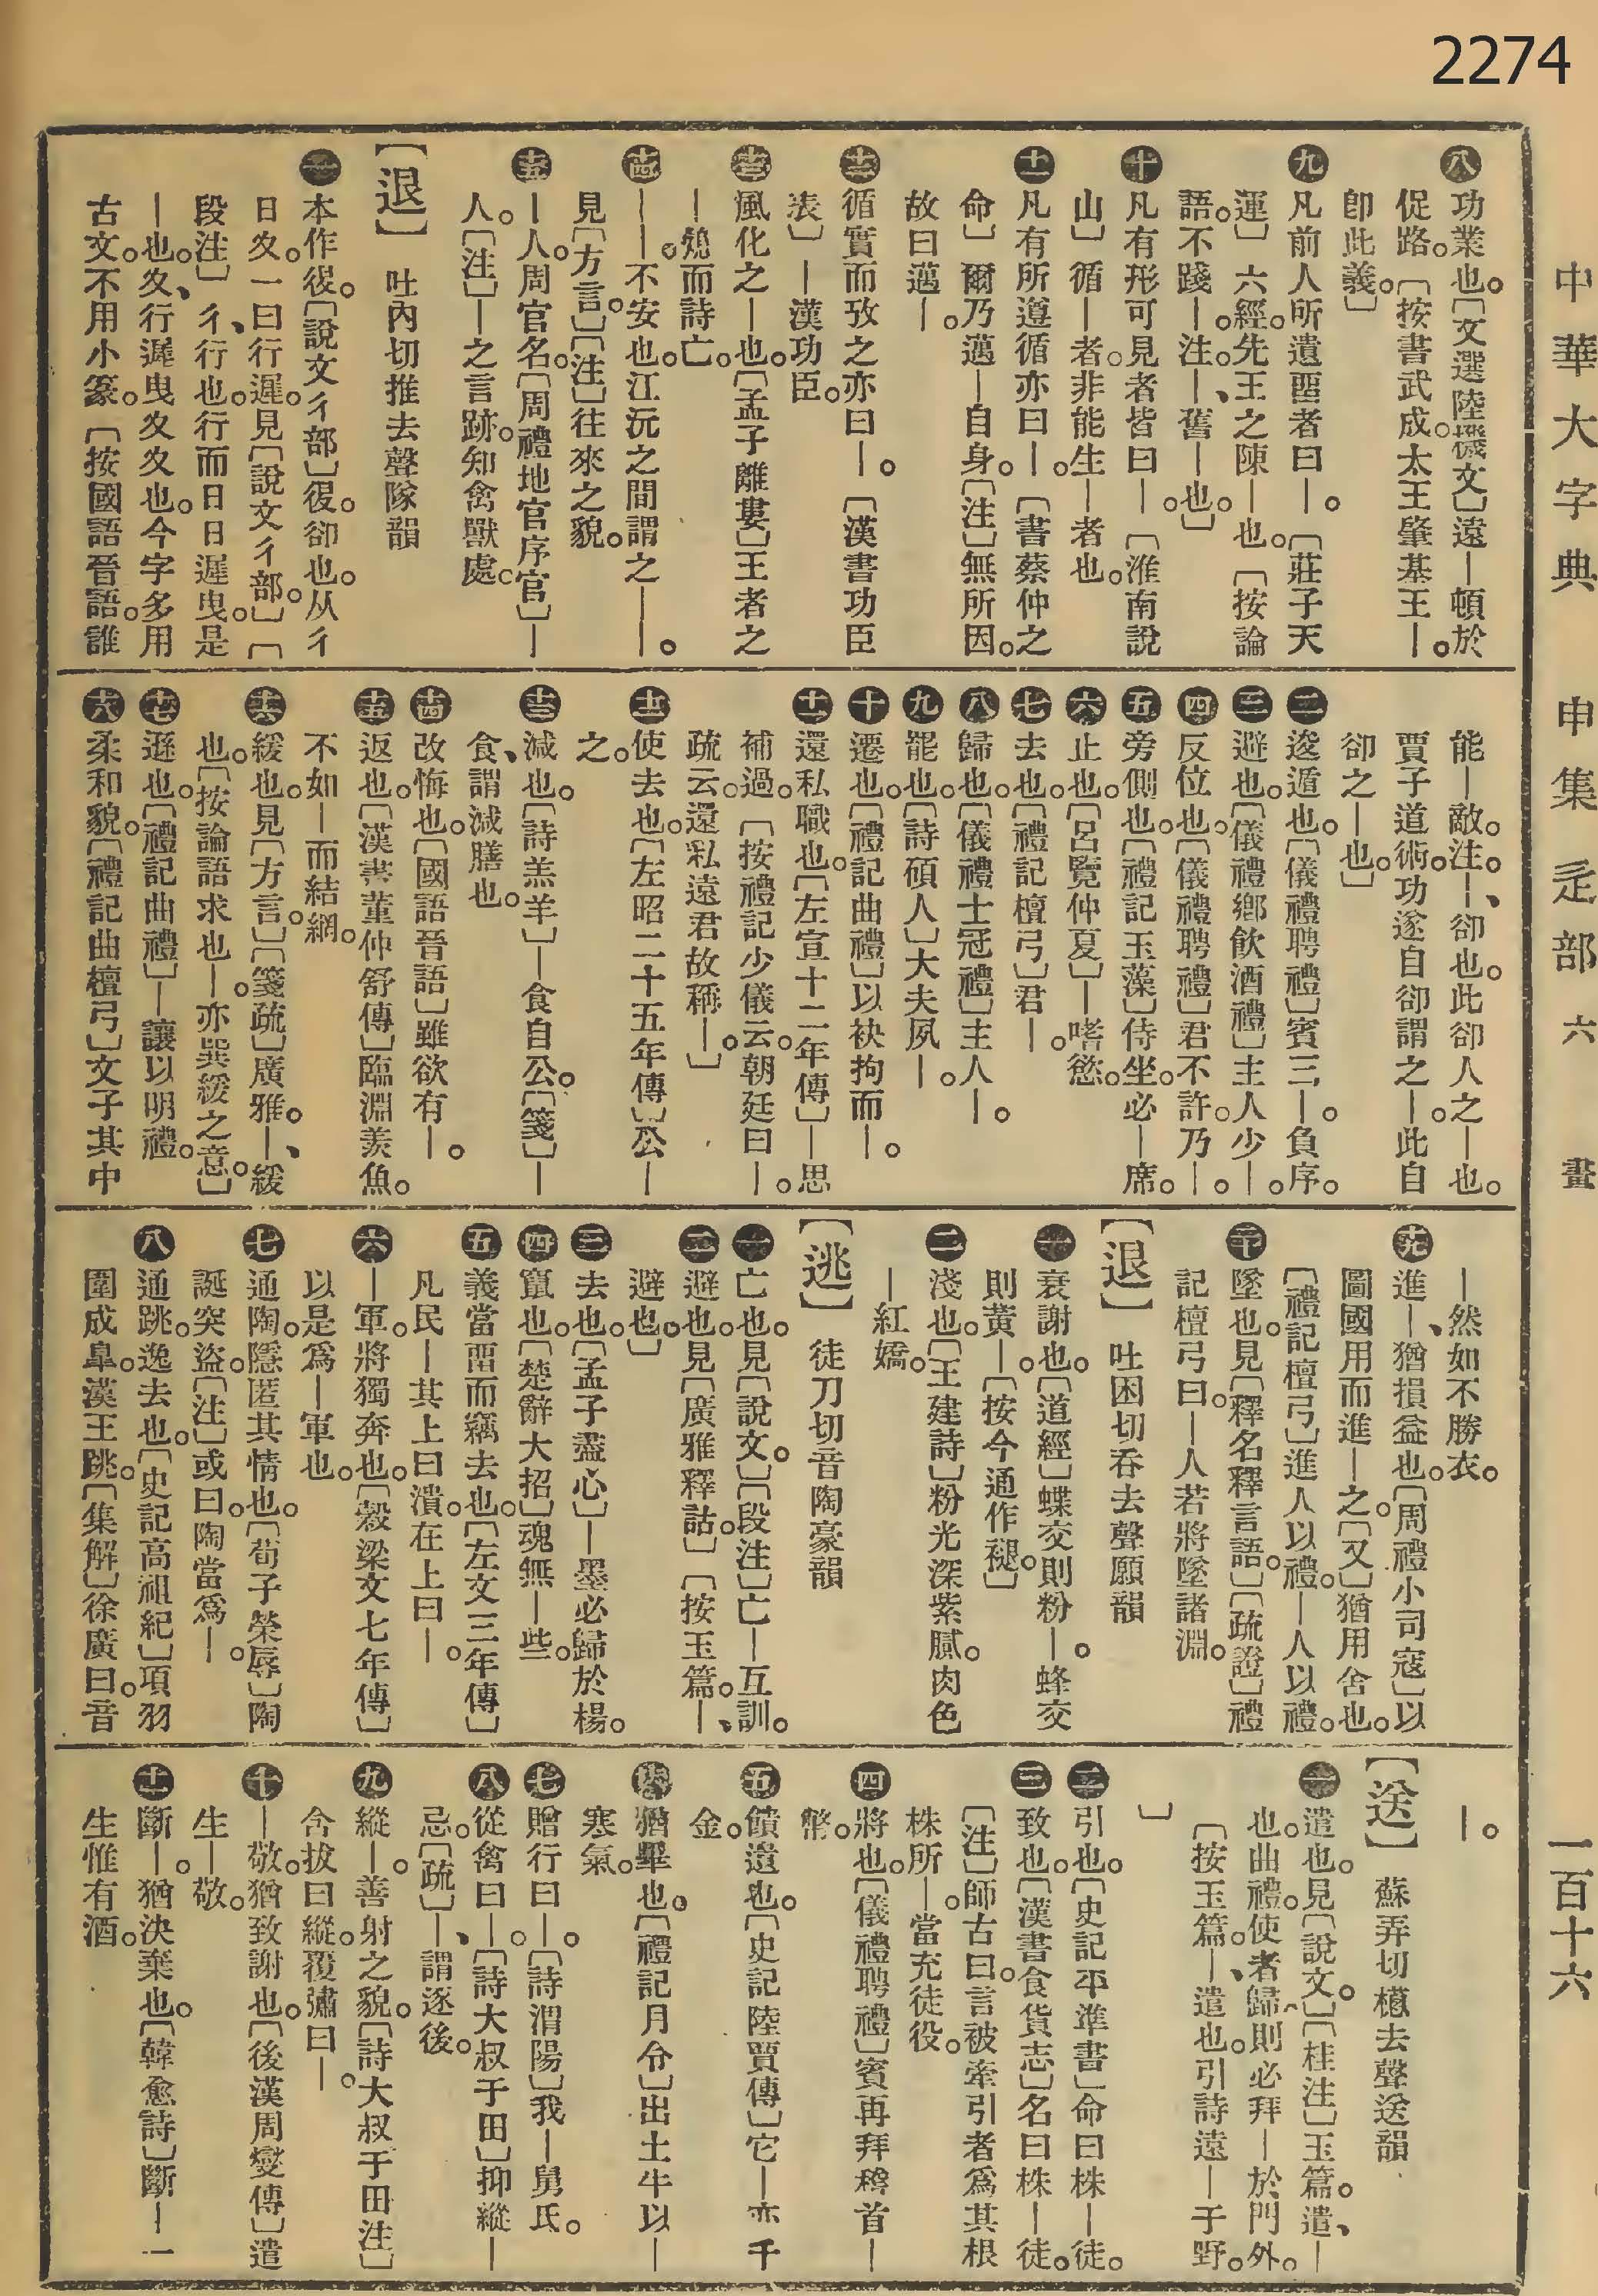 2274
中華大字典 申集 辵部 六畫 一百十六
㈧功業也。〔文選陸機文〕遠—頓於
促路。〔按書武成。太王肇基王—。
卽此義。〕
㈨凡前人所遺畱者曰—。〔莊子天
運〕六經。先王之陳—也。〔按論
語。不踐—。注。—、舊—也。〕
㈩凡有形可見者皆曰—。〔淮南說
山〕循—者。非能生—者也。
(十一)凡有所遵循亦曰—。〔書蔡仲之
命〕爾乃邁—自身。〔注〕無所因。
故曰邁—。
(十二)循實而攷之亦曰—。〔漢書功臣
表〕—漢功臣。
(十三)風化之—也。〔孟子離婁〕王者之
—熄而詩亡。
(十四)——。不安也。江沅之間謂之——。
見〔方言。〕〔注〕往來之貌。
(十五)—人。周官名。〔周禮地官序官〕—
人。〔注〕—之言跡。知禽獸處。
〔退〕 吐內切推去聲隊韻
㈠本作復。〔說文彳部〕復。卻也。从彳
日夊。一曰行遲。見〔說文彳部。〕〔
段注〕彳、行也。行而日日遲曳。是
—也。夊、行遲曳夊夊也。今字多用
古文。不用小篆。〔按國語晉語。誰
能—敵。注。—、卻也。此卻人之—也。
賈子道術。功遂自卻謂之—。此自
卻之—也。〕
㈡逡遁也。〔儀禮聘禮〕賓三—。負序。
㈢避也。〔儀禮鄉飮酒禮〕主人少—。
㈣反位也。〔儀禮聘禮〕君不許。乃—。
㈤旁側也。〔禮記玉藻〕侍坐。必—席。
㈥止也。〔呂覽仲夏〕—嗜慾。
㈦去也。〔禮記檀弓〕君—。
㈧歸也。〔儀禮士冠禮〕主人—。
㈨罷也。〔詩碩人〕大夫夙—。
㈩遷也。〔禮記曲禮〕以袂拘而—。
(十一)還私職也。〔左宣十二年傳〕—思
補過。〔按禮記少儀云。朝廷曰—。
疏云。還私遠君故稱—。〕
(十二)使去也。〔左昭二十五年傳〕公—
之。
(十三)減也。〔詩羔羊〕—食自公。〔箋〕—
食、謂減膳也。
(十四)改悔也。〔國語晉語〕雖欲有—。
(十五)返也。〔漢書董仲舒傳〕臨淵羨魚。
不如—而結網。
(十六)緩也。見〔方言。〕〔箋疏〕廣雅。—、緩
也。〔按論語求也—。亦巽緩之意。〕
(十七)遜也。〔禮記曲禮〕—讓以明禮。
(十八)柔和貌。〔禮記曲檀弓〕文子其中
—然如不勝衣。
(十九)進—、猶損益也。〔周禮小司寇〕以
圖國用而進—之。〔又〕猶用舍也。
〔禮記檀弓〕進人以禮。—人以禮。
(二十)墜也。見〔釋名釋言語。〕〔疏證〕禮
記檀弓曰。—人若將墜諸淵。
〔退〕 吐困切吞去聲願韻
㈠衰謝也。〔道經〕蝶交則粉—。蜂交
則黃—。〔按今通作褪。〕
㈡淺也。〔王建詩〕粉光深紫膩。肉色
—紅嬌。
〔逃〕 徒刀切音陶豪韻
㈠亡也。見〔說文。〕〔段注〕亡—互訓。
㈡避也。見〔廣雅釋詁。〕〔按玉篇。—、
避也。〕
㈢去也。〔孟子盡心〕—墨必歸於楊。
㈣竄也。〔楚辭大招〕魂無—些。
㈤義當畱而竊去也。〔左文三年傳〕
凡民—其上曰潰。在上曰—。
㈥—軍。將獨奔也。〔穀梁文七年傳〕
以是爲—軍也。
㈦通陶。隱匿其情也。〔荀子榮辱〕陶
誕突盜。〔注〕或曰。陶當爲—。
㈧通跳。逸去也。〔史記高祖紀〕項羽
圍成皐。漢王跳。〔集解〕徐廣曰。音
—。
〔送〕 蘇弄切檧去聲送韻
㈠遣也。見〔說文。〕〔桂注〕玉篇。遣、—
也。曲禮。使者歸。則必拜—於門外。
〔按玉篇。—、遣也。引詩遠—于野。
〕
㈡引也。〔史記平準書〕命曰株—徒。
㈢致也。〔漢書食貨志〕名曰株—徒。
〔注〕師古曰。言被牽引者爲其根
株所—。當充徒役。
㈣將也。〔儀禮聘禮〕賓再拜稽首—
幣。
㈤饋遺也。〔史記陸賈傳〕它—亦千
金。
㈥猶畢也。〔禮記月令〕出土牛以—
寒氣。
㈦贈行曰—。〔詩渭陽〕我—舅氏。
㈧從禽曰—。〔詩大叔于田〕抑縱—
忌。〔疏〕—、謂逐後。
㈨縱—。善射之貌。〔詩大叔于田注〕
含拔曰縱。覆彇曰—。
㈩—敬。猶致謝也。〔後漢周燮傳〕遣
生—敬。
(十一)斷—。猶決棄也。〔韓愈詩〕斷—一
生惟有酒。